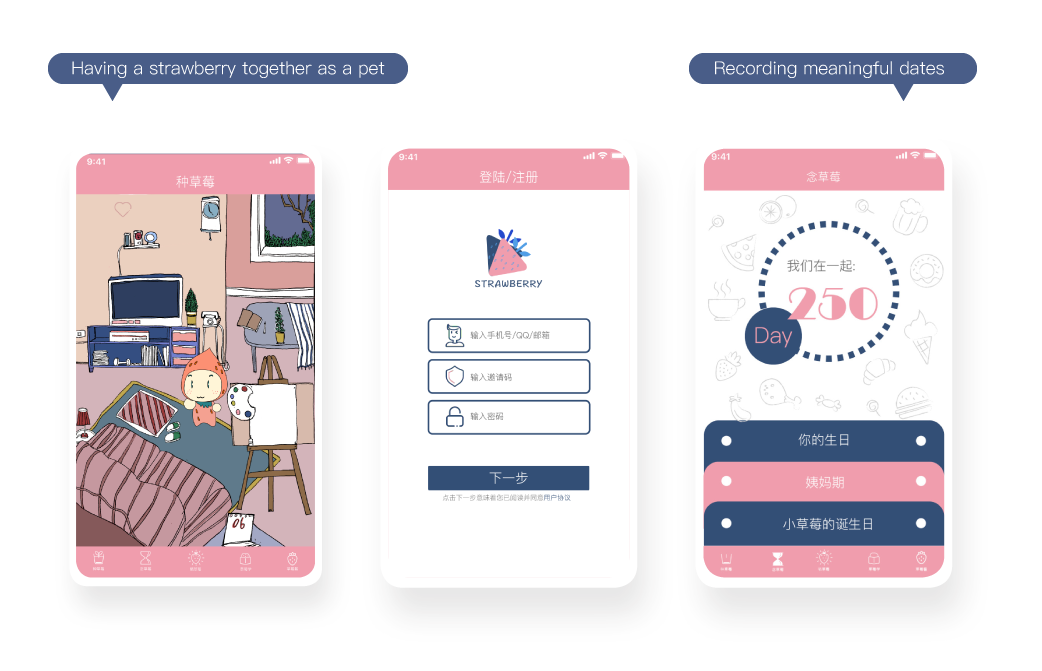 Having a strawberry together as a pet
Recording meaningful dates
9:41
种草莓
06
9:41
登陆/注册
STRAWBERRY
输入手机号/QQ/邮箱
输入邀请码
输入密码
下一步
点击下一步意味着您已阅读并同意用户协议
9:41
念草莓
我们在一起:
250
Day
你的生日
姨妈期
小草莓的诞生日